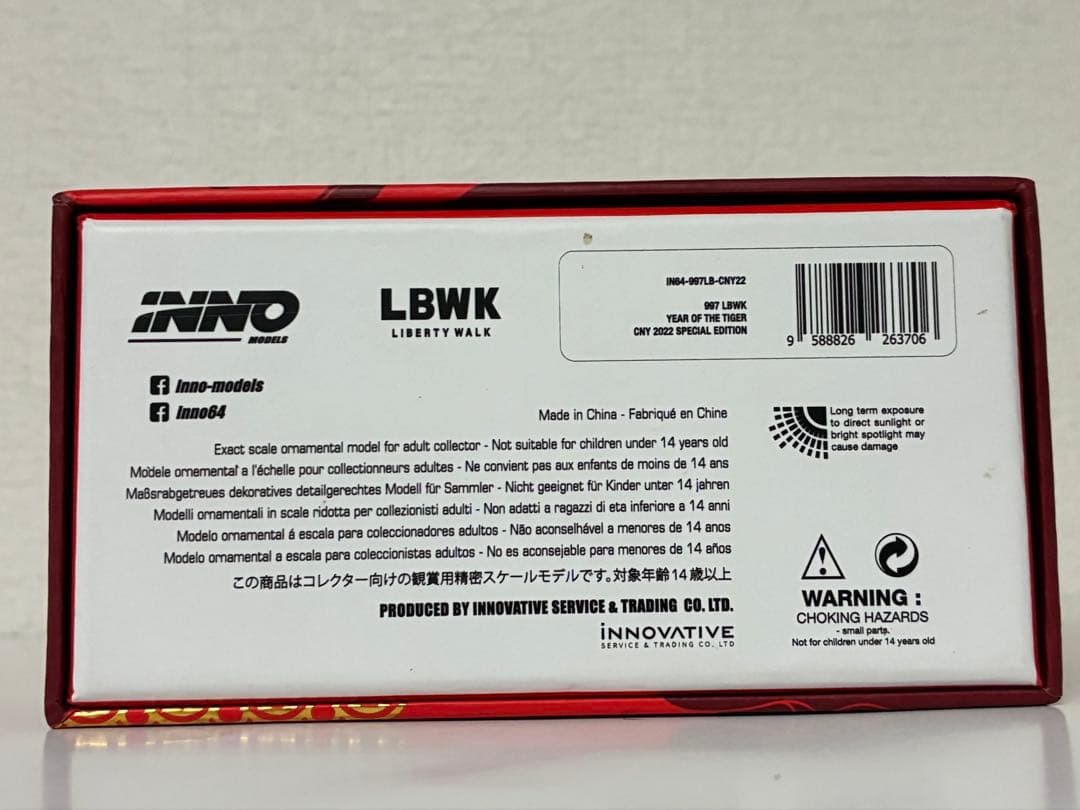 INNO
MODELS
LBWK
LIBERTY WALK
IN64-997LB-CNY22
997 LBWK
YEAR OF THE TIGER
CNY 2022 SPECIAL EDITION
9 588826 263706
inno-models
inno64
Made in China - Fabriqué en Chine
Long term exposure
to direct sunlight or
bright spotlight may
cause damage
Exact scale ornamental model for adult collector - Not suitable for children under 14 years old
Modèle ornemental a l'échelle pour collectionneurs adultes - Ne convient pas aux enfants de moins de 14 ans
Maßsrabgetreues dekoratives detailgerechtes Modell für Sammler - Nicht geeignet für Kinder unter 14 jahren
Modelli ornamentali in scale ridotta per collezionisti adulti - Non adatti a ragazzi di eta inferiore a 14 anni
Modelo ornamental á escala para coleccionadores adultos - Não aconselhável a menores de 14 anos
Modelo ornamental a escala para coleccionistas adultos - No es aconsejable para menores de 14 años
この商品はコレクター向けの観賞用精密スケールモデルです。対象年齢14歳以上
PRODUCED BY INNOVATIVE SERVICE & TRADING CO. LTD.
INNOVATIVE
SERVICE & TRADING CO. LTD
WARNING :
CHOKING HAZARDS
- small parts.
Not for children under 14 years old